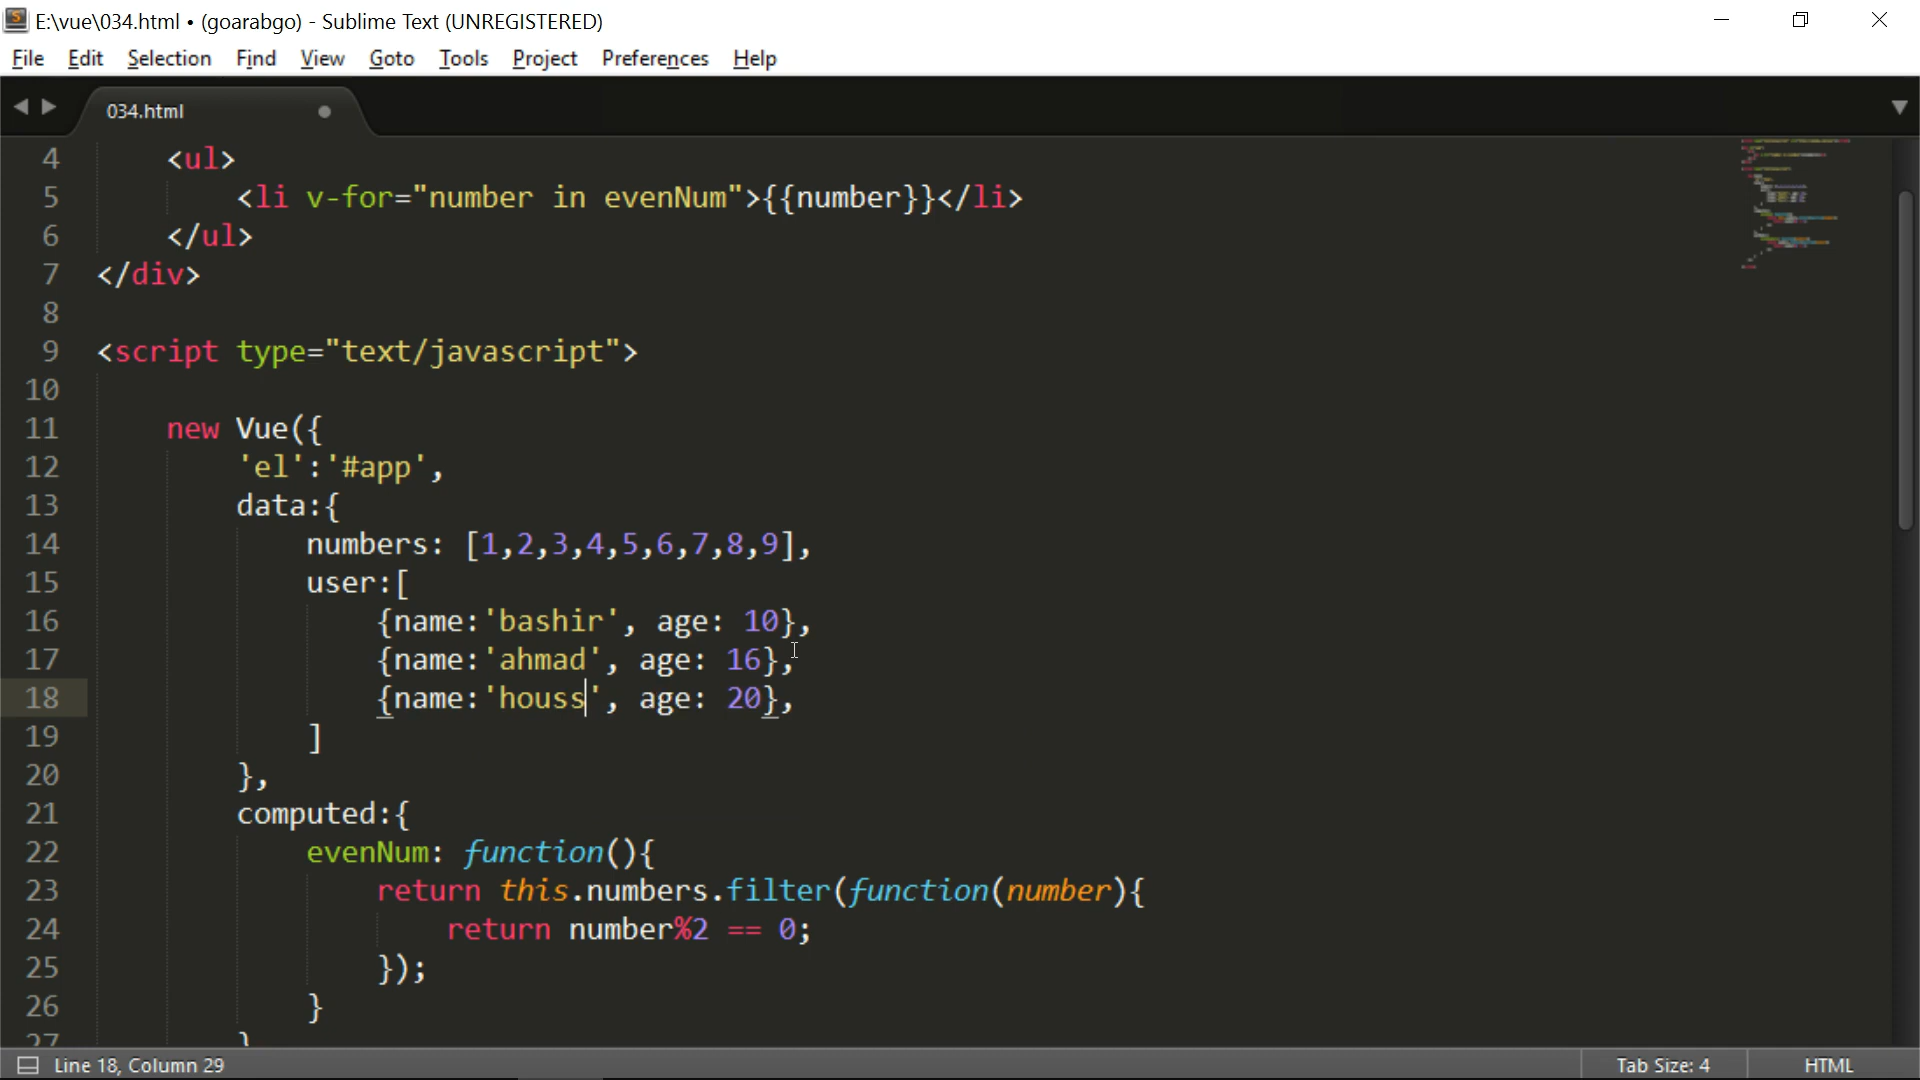 E:\vue\034.html • (goarabgo) - Sublime Text (UNREGISTERED)
File Edit Selection Find View Goto Tools Project Preferences Help
034.html
4 <ul>
5 <li v-for="number in evenNum">{{number}}</li>
6 </ul>
7 </div>
8
9 <script type="text/javascript">
10
11 new Vue({
12 'el':'#app',
13 data:{
14 numbers: [1,2,3,4,5,6,7,8,9],
15 user:[
16 {name:'bashir', age: 10},
17 {name:'ahmad', age: 16},
18 {name:'houss', age: 20},
19 ]
20 },
21 computed:{
22 evenNum: function(){
23 return this.numbers.filter(function(number){
24 return number%2 == 0;
25 });
26 }
27 }
Line 18, Column 29 Tab Size: 4 HTML